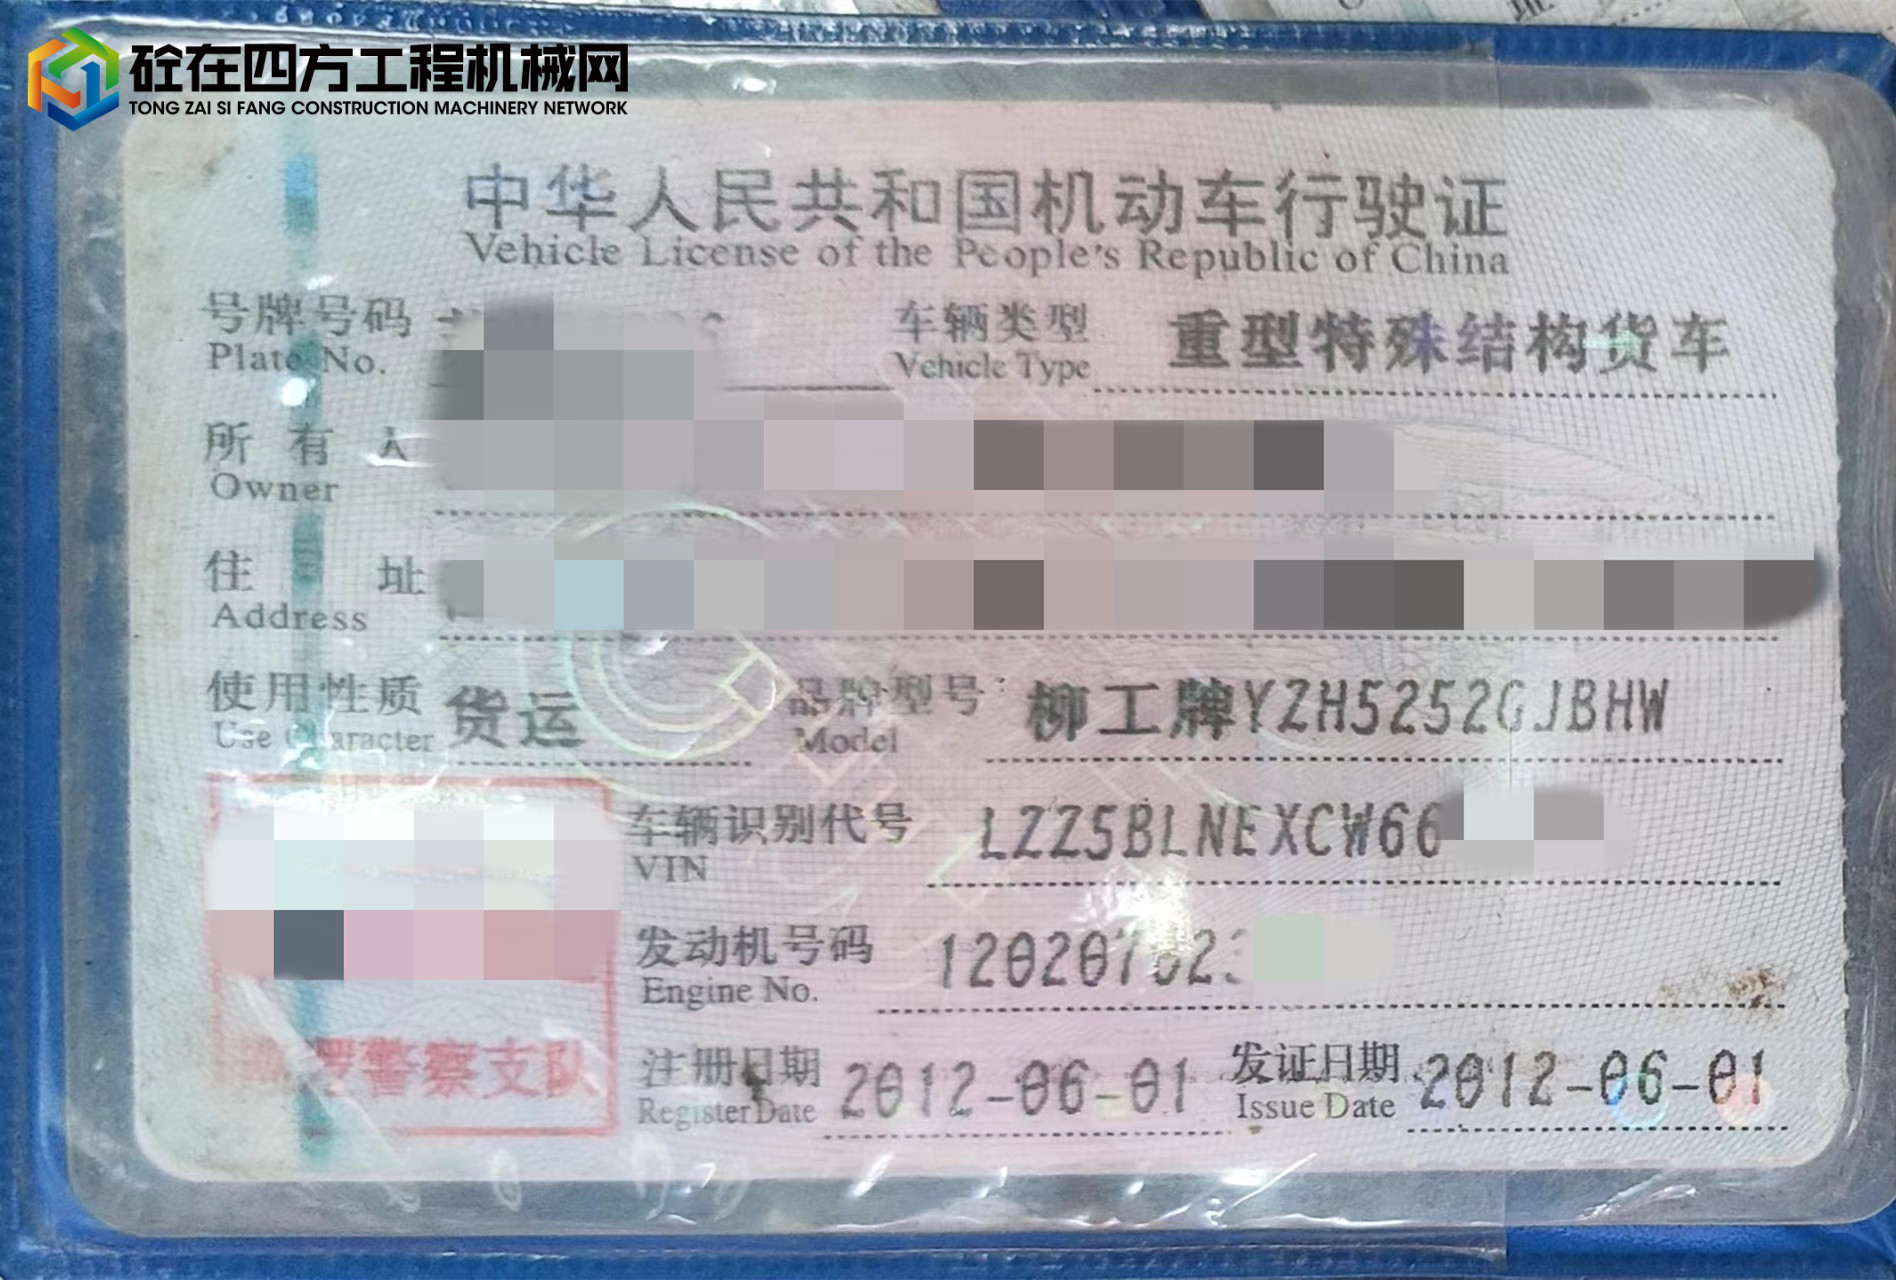 砼在四方工程机械网
TONG ZAI SI FANG CONSTRUCTION MACHINERY NETWORK
中华人民共和国机动车行驶证
Vehicle License of the People's Republic of China
号牌号码 车辆类型 重型特殊结构货车
Plate No. Vehicle Type
所有人
Owner
住址
Address
使用性质 货运 品牌型号 柳工牌YZH5252GJBHW
Use Character Model
车辆识别代号 LZZ5BLNEXCW66
VIN
发动机号码
Engine No.
警察支队
注册日期 2012-06-01 发证日期 2012-06-01
Register Date Issue Date